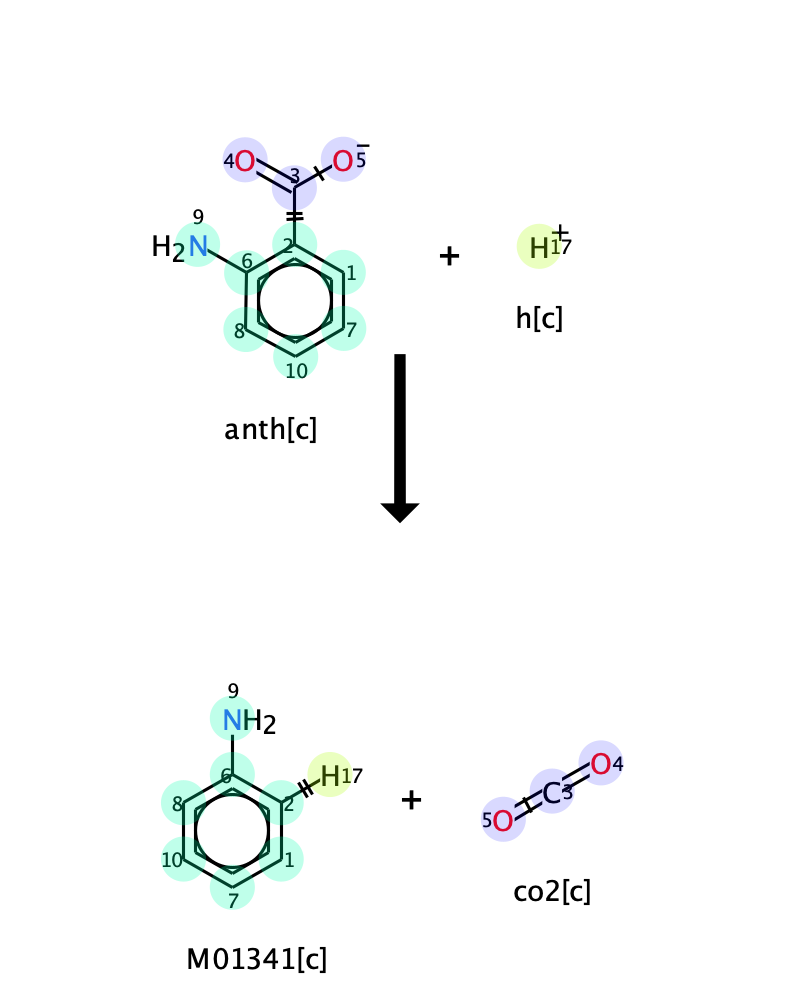 4O 3 O5 −
9
H2N 6 2 1
+ H17 +
8 7
h[c]
10
anth[c]
9
NH2
6 H17
8 2 + 5O C3 O4
10 1
7
co2[c]
M01341[c]